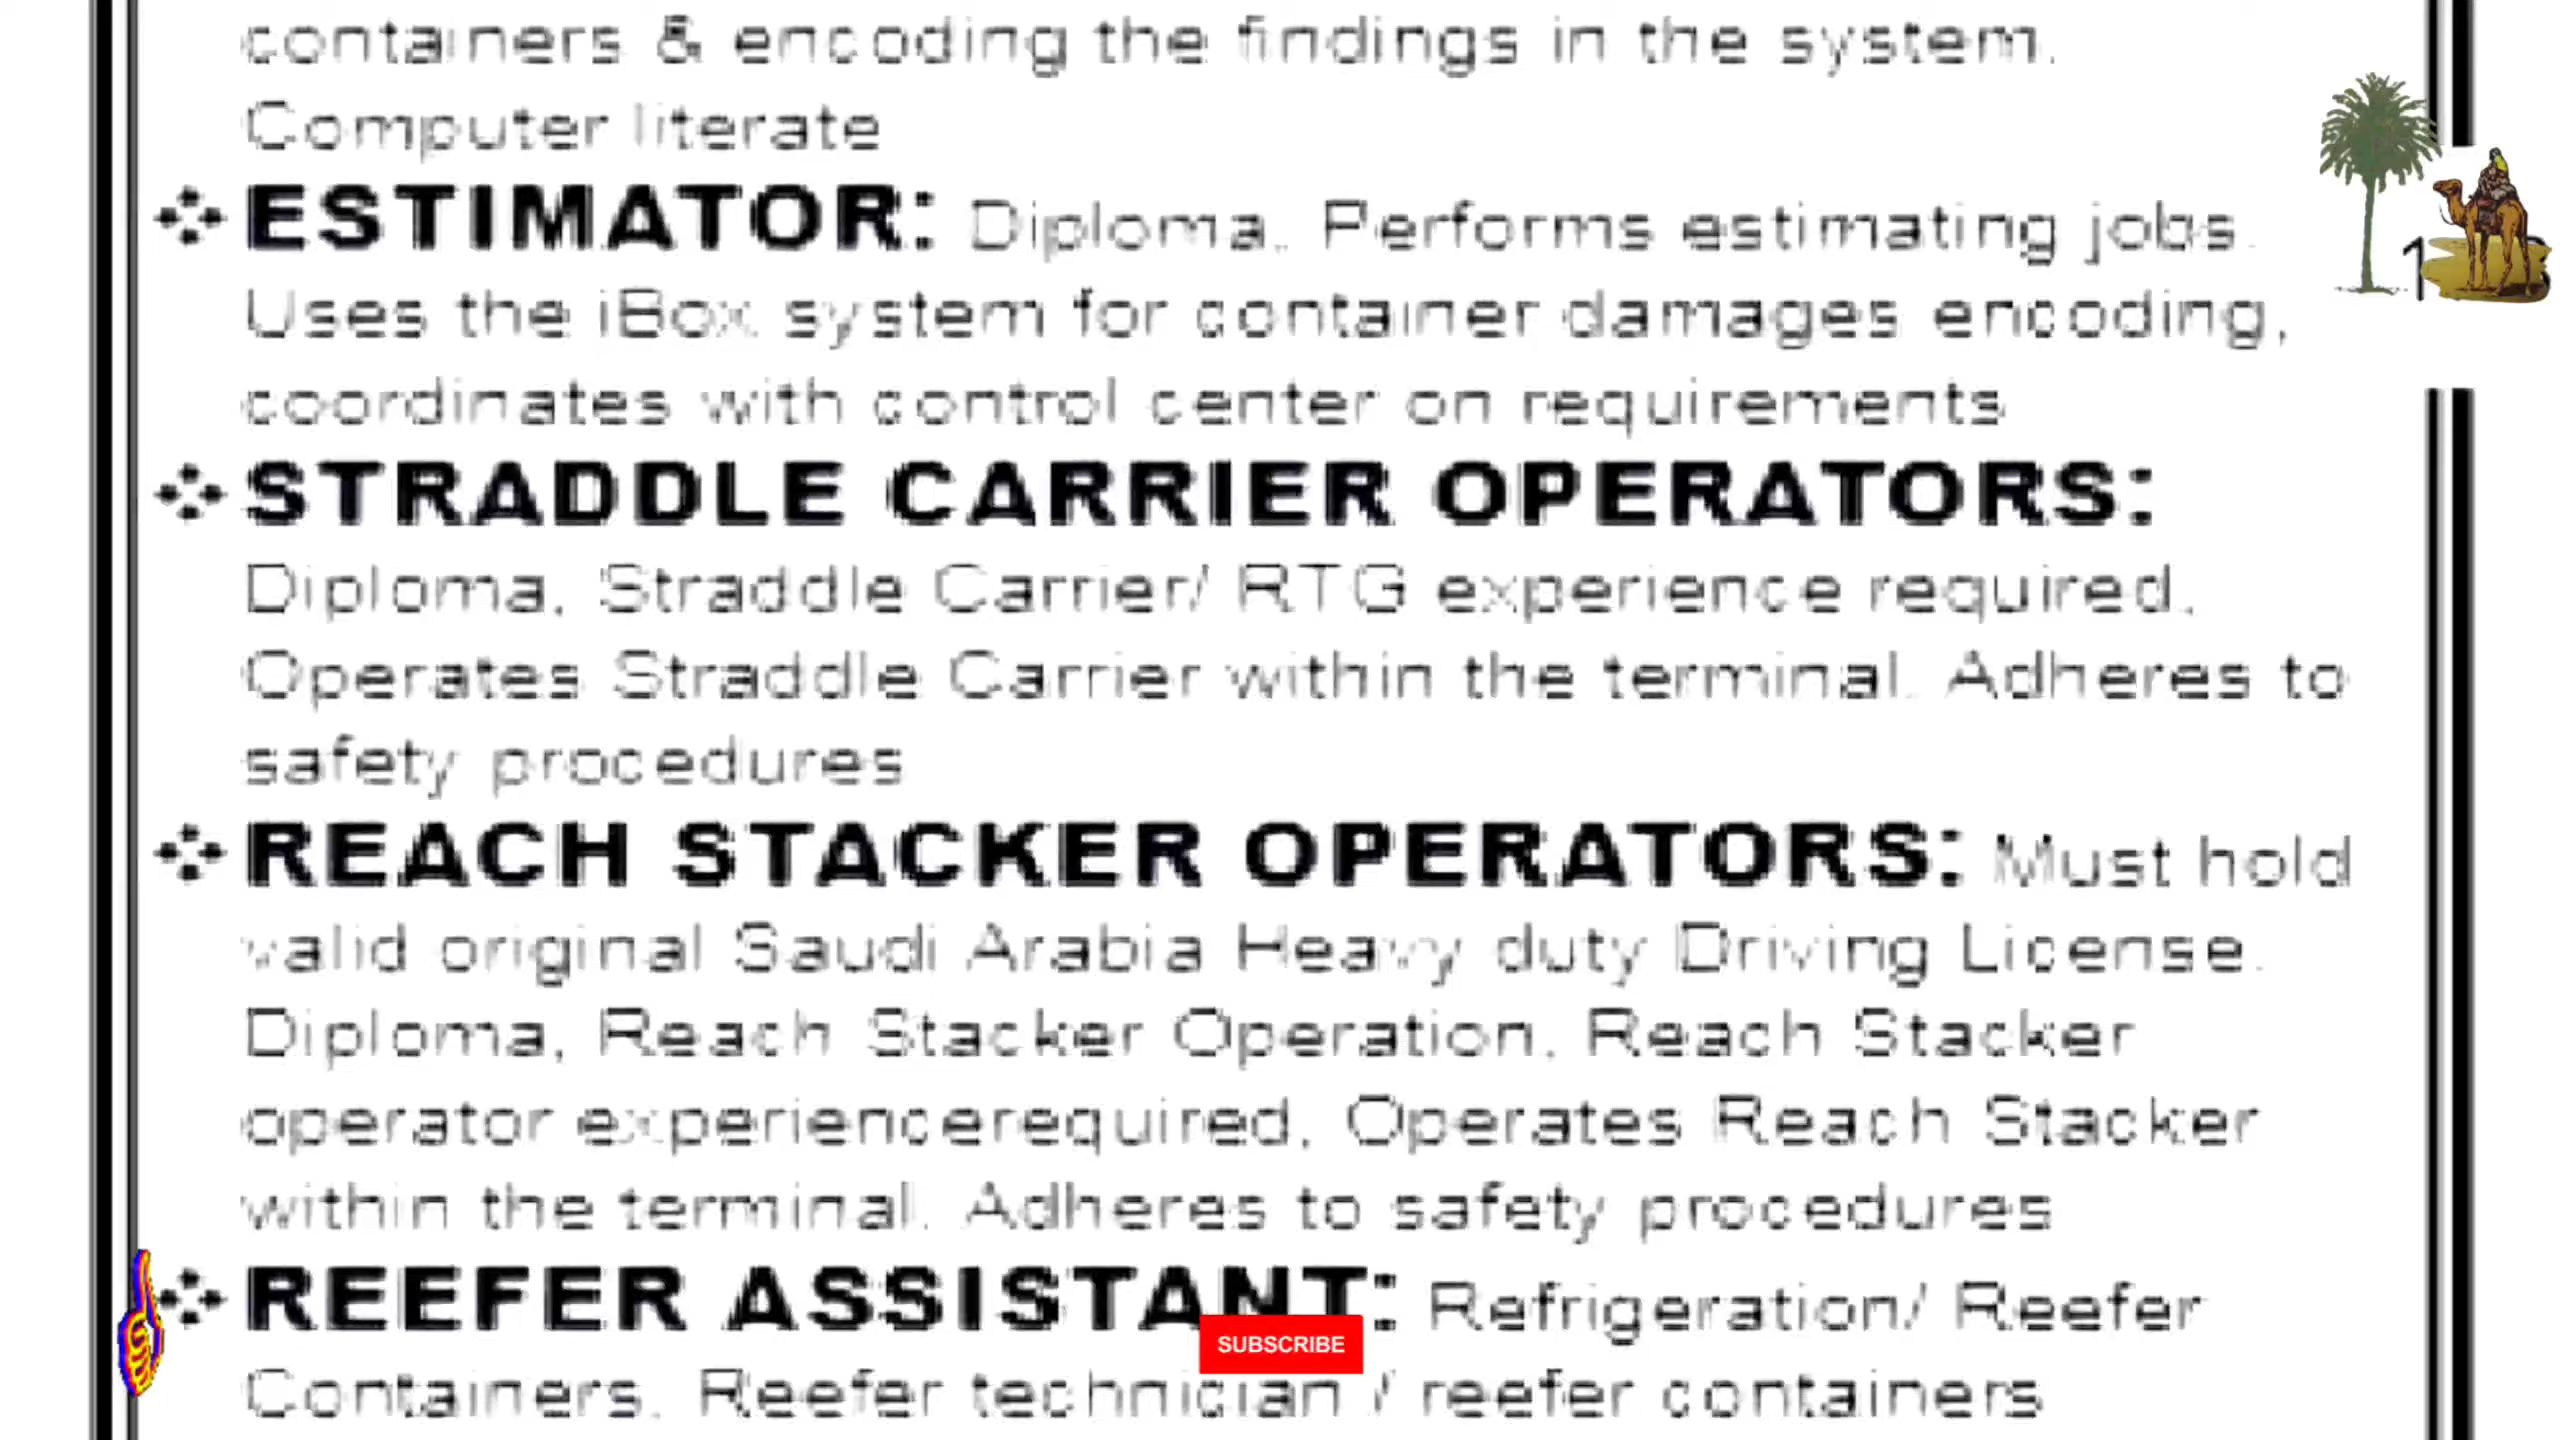 containers & encoding the findings in the system.
Computer literate
ESTIMATOR: Diploma. Performs estimating jobs.
Uses the iBox system for container damages encoding,
coordinates with control center on requirements
STRADDLE CARRIER OPERATORS:
Diploma, Straddle Carrier/ RTG experience required,
Operates Straddle Carrier within the terminal. Adheres to
safety procedures
REACH STACKER OPERATORS: Must hold
valid original Saudi Arabia Heavy duty Driving License.
Diploma, Reach Stacker Operation, Reach Stacker
operator experiencerequired, Operates Reach Stacker
within the terminal. Adheres to safety procedures
REEFER ASSISTANT: Refrigeration/ Reefer
SUBSCRIBE
Containers. Reefer technician / reefer containers